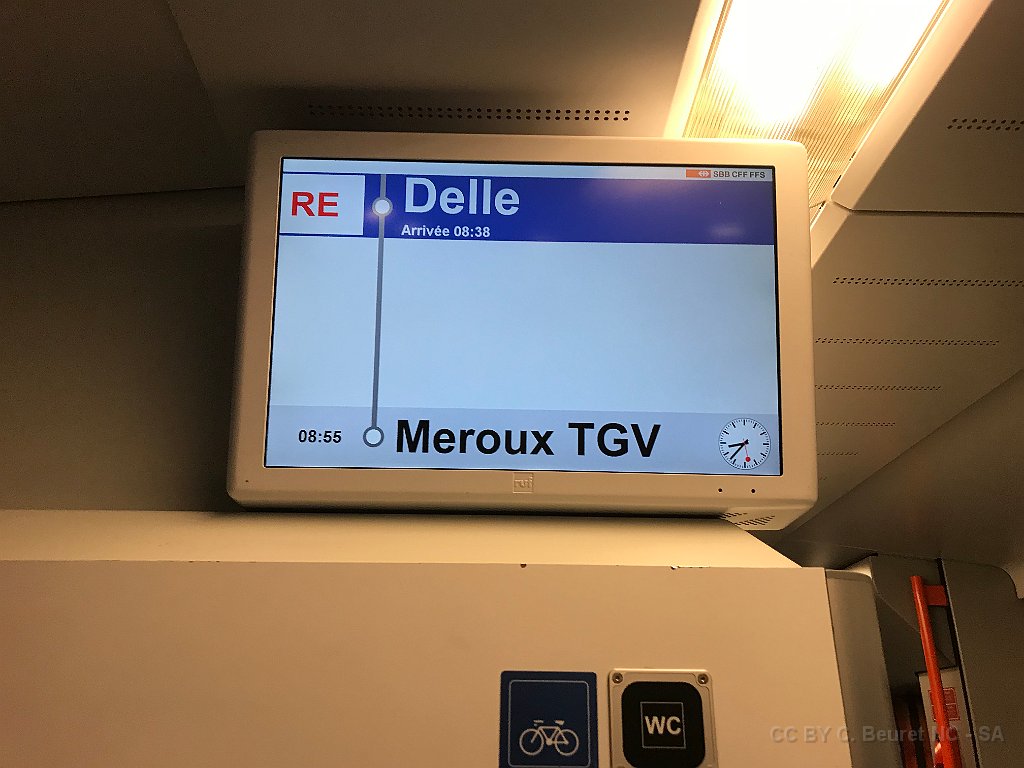 SBB CFF FFS
RE
Delle
Arrivée 08:38
08:55 Meroux TGV
WC
CC BY C. Beuret NC - SA